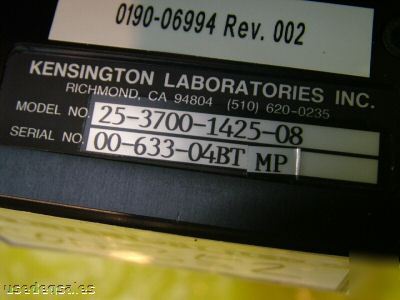 0190-06994 Rev. 002
KENSINGTON LABORATORIES INC.
RICHMOND, CA 94804 (510) 620-0235
MODEL NO. 25-3700-1425-08
SERIAL NO. 00-633-04BT MP
usedeqsales